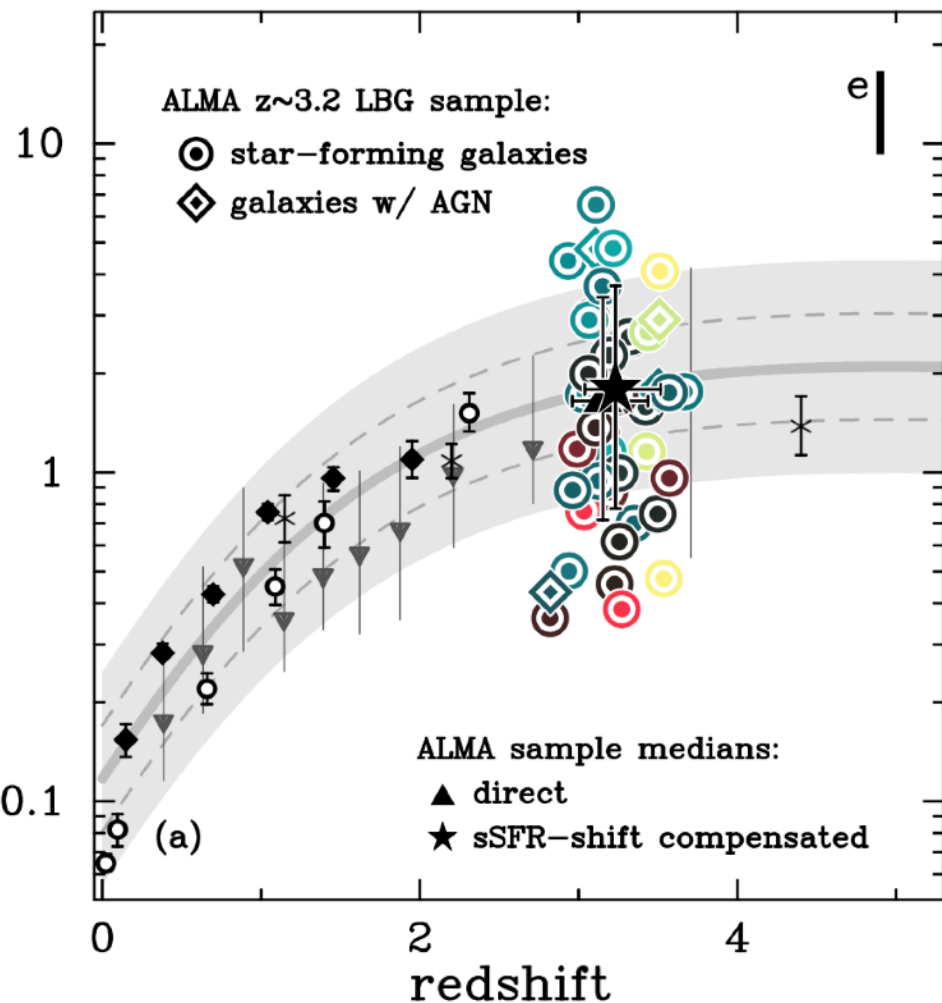 ALMA z~3.2 LBG sample:
star-forming galaxies
galaxies w/ AGN
e
10
1
0.1
(a)
ALMA sample medians:
direct
sSFR-shift compensated
0 2 4
redshift